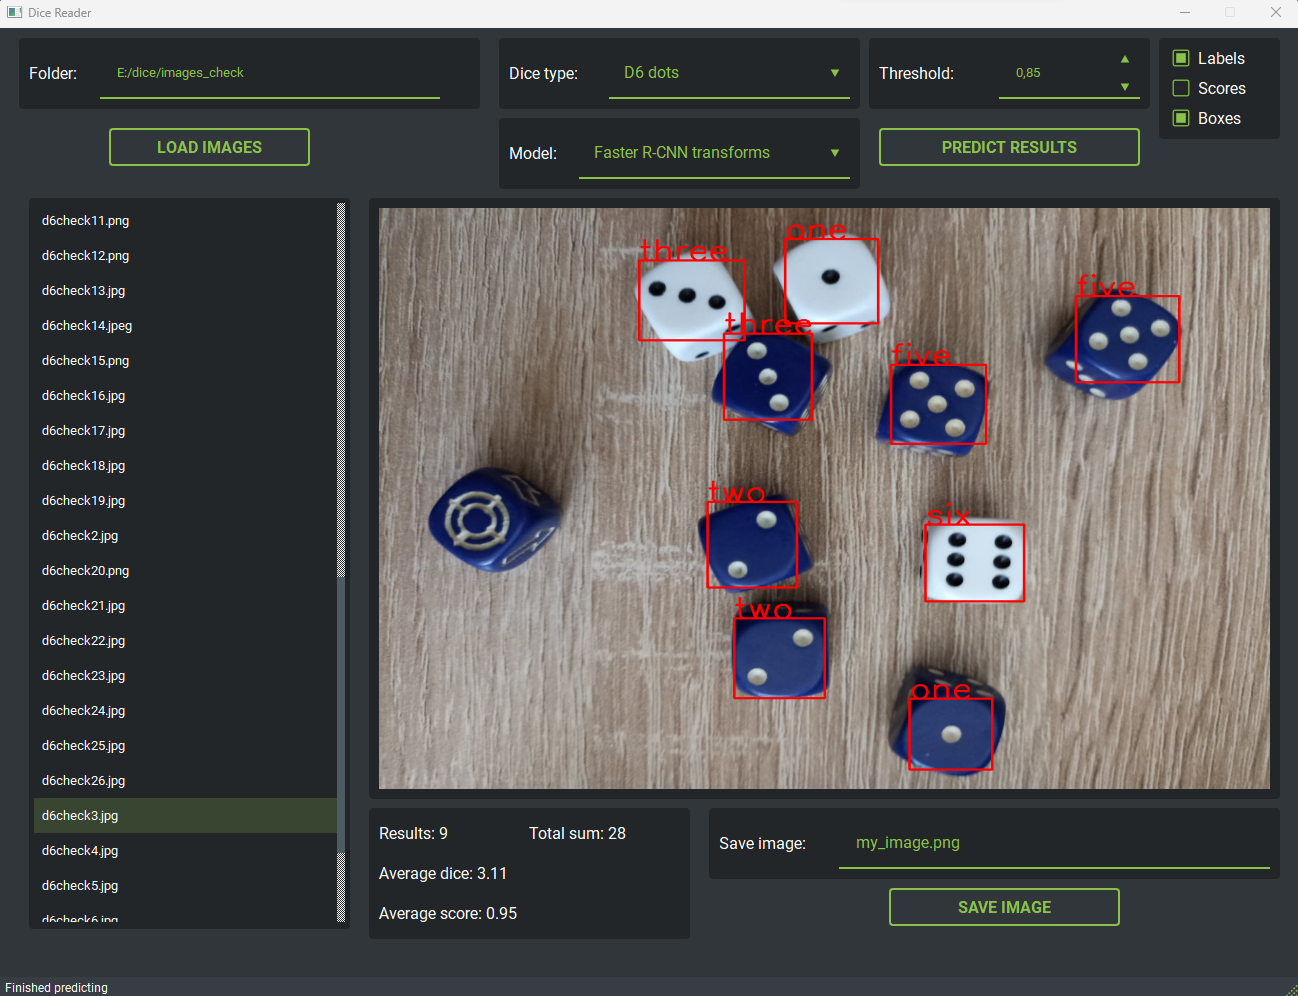 Dice Reader
Folder: E:/dice/images_check
Dice type: D6 dots
Threshold: 0,85
Labels
Scores
Boxes
LOAD IMAGES
Model: Faster R-CNN transforms
PREDICT RESULTS
d6check11.png
d6check12.png
d6check13.jpg
d6check14.jpeg
d6check15.png
d6check16.jpg
d6check17.jpg
d6check18.jpg
d6check19.jpg
d6check2.jpg
d6check20.png
d6check21.jpg
d6check22.jpg
d6check23.jpg
d6check24.jpg
d6check25.jpg
d6check26.jpg
d6check3.jpg
d6check4.jpg
d6check5.jpg
d6check6.jpg
one
three
five
three
five
two
six
two
one
Results: 9 Total sum: 28
Average dice: 3.11
Average score: 0.95
Save image: my_image.png
SAVE IMAGE
Finished predicting